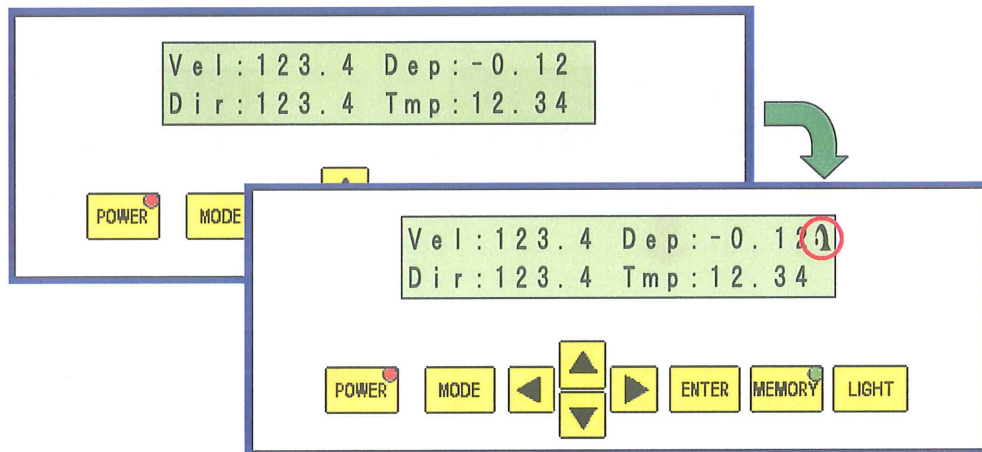 Vel:123.4 Dep:-0.12
Dir:123.4 Tmp:12.34
POWER MODE
Vel:123.4 Dep:-0.12
Dir:123.4 Tmp:12.34
POWER MODE ENTER MEMORY LIGHT